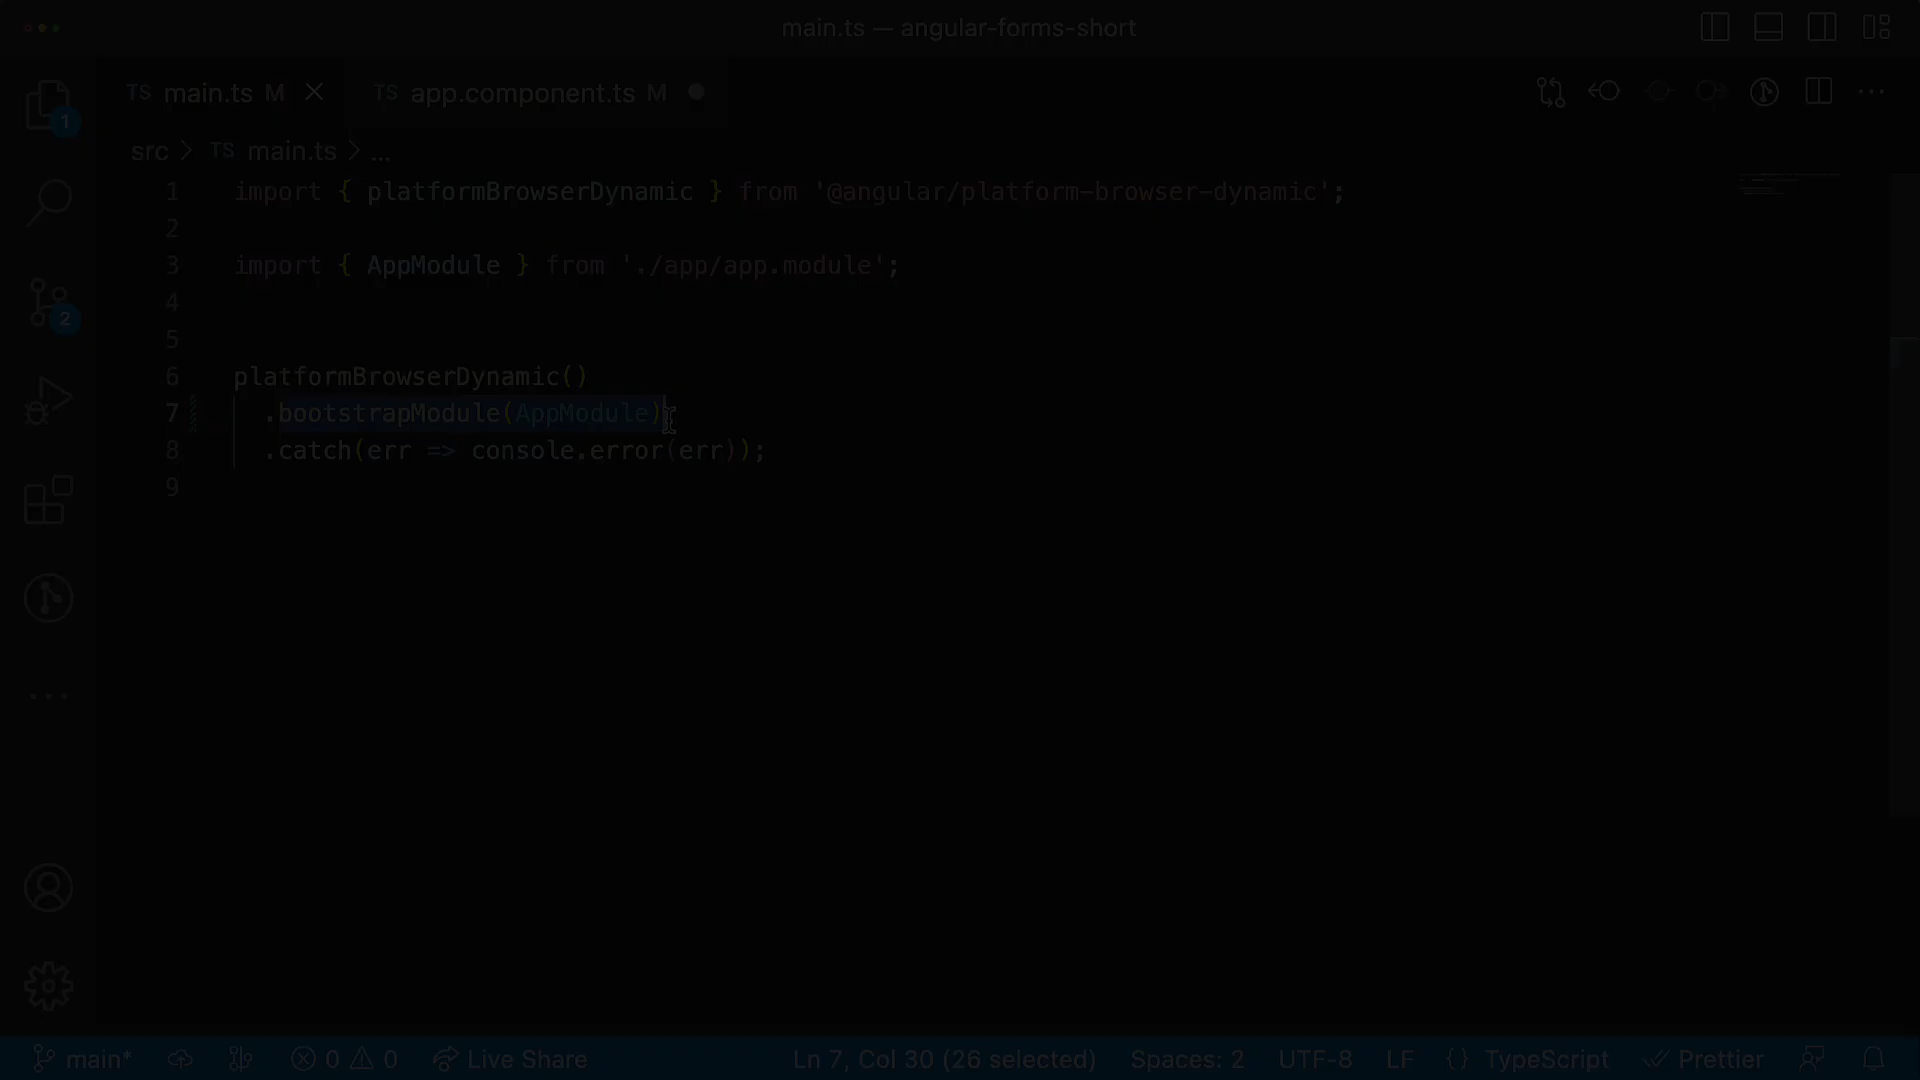 main.ts — angular-forms-short
TS main.ts M
TS app.component.ts M
1
src > TS main.ts > ...
1 import { platformBrowserDynamic } from '@angular/platform-browser-dynamic';
2
3 import { AppModule } from './app/app.module';
4
2
5
6 platformBrowserDynamic()
7 .bootstrapModule(AppModule)
8 .catch(err => console.error(err));
9
main* 0 0 Live Share Ln 7, Col 30 (26 selected) Spaces: 2 UTF-8 LF {} TypeScript Prettier